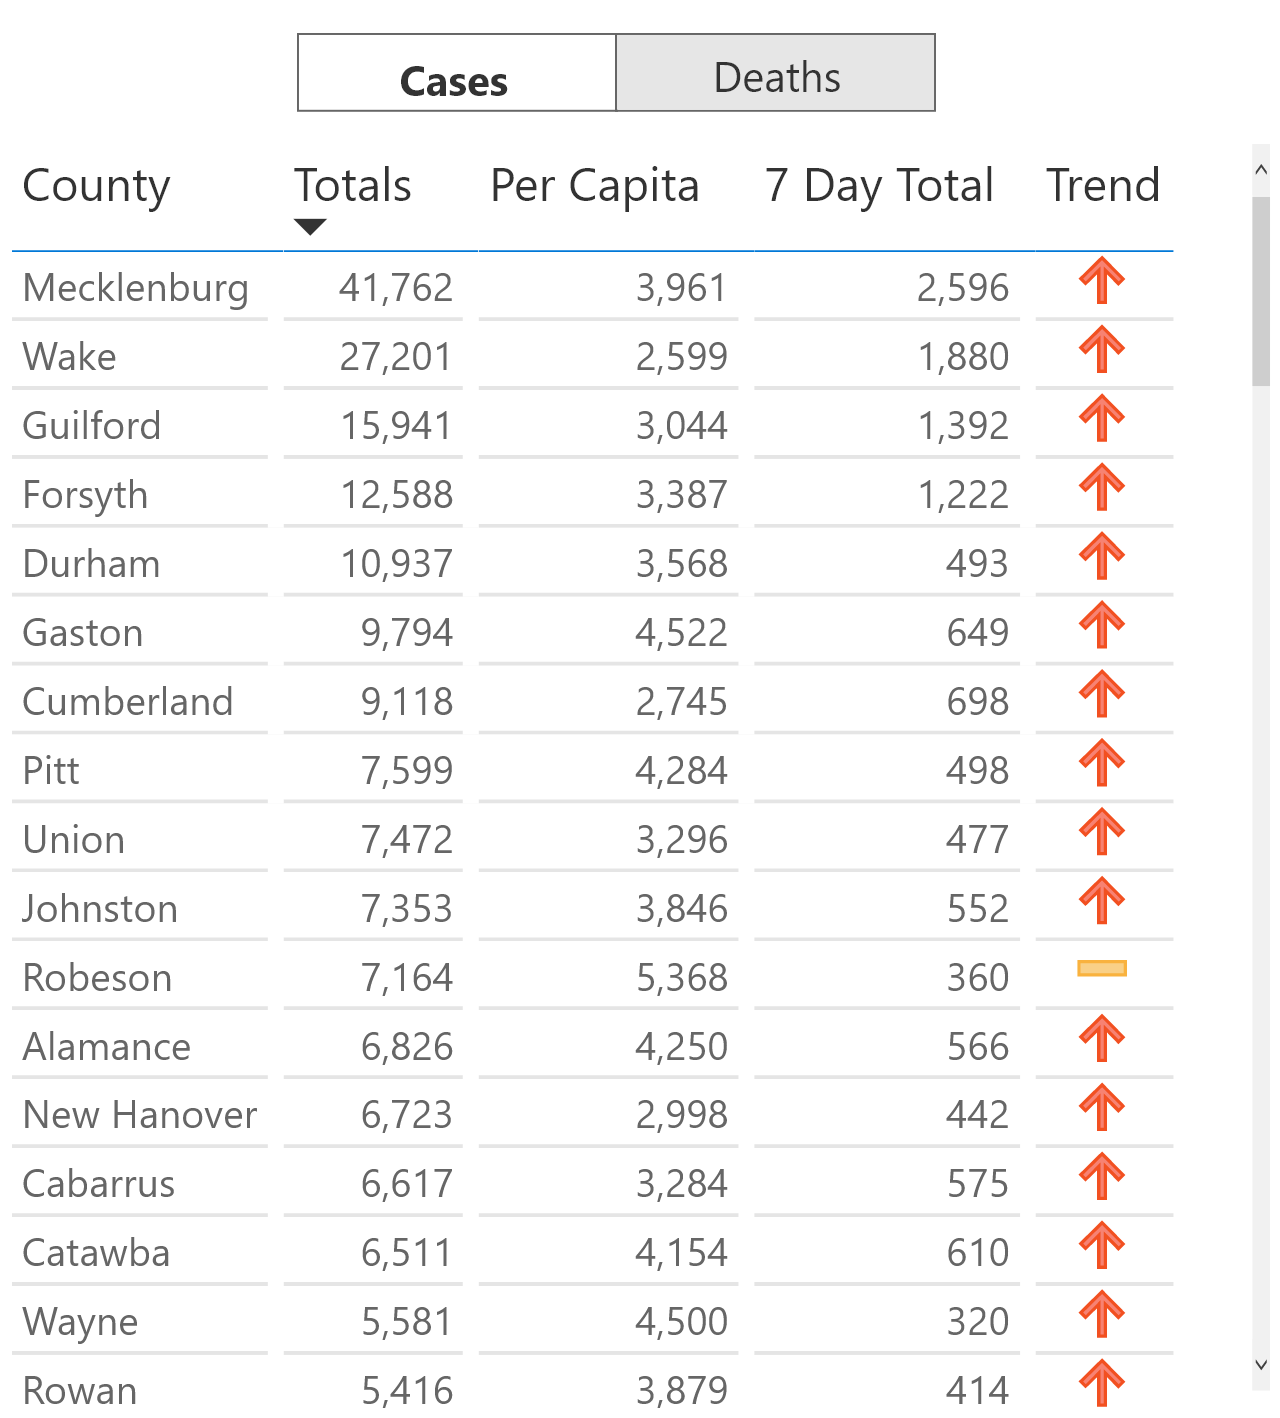 Cases Deaths
County Totals Per Capita 7 Day Total Trend
Mecklenburg 41,762 3,961 2,596
Wake 27,201 2,599 1,880
Guilford 15,941 3,044 1,392
Forsyth 12,588 3,387 1,222
Durham 10,937 3,568 493
Gaston 9,794 4,522 649
Cumberland 9,118 2,745 698
Pitt 7,599 4,284 498
Union 7,472 3,296 477
Johnston 7,353 3,846 552
Robeson 7,164 5,368 360
Alamance 6,826 4,250 566
New Hanover 6,723 2,998 442
Cabarrus 6,617 3,284 575
Catawba 6,511 4,154 610
Wayne 5,581 4,500 320
Rowan 5,416 3,879 414